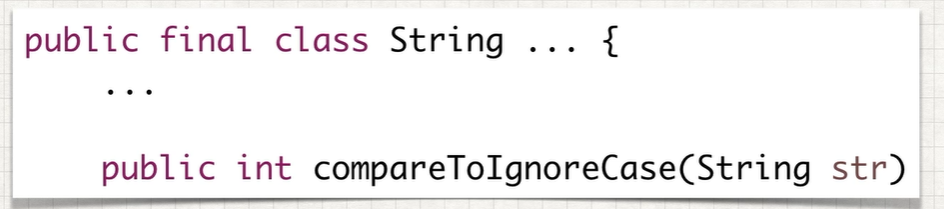 public final class String ... {
...
public int compareToIgnoreCase(String str)